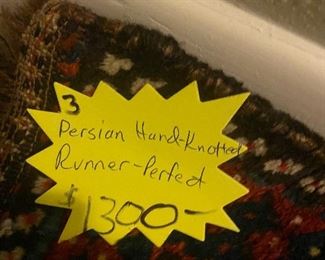 3
Persian Hand-Knotted
Runner-Perfect
$1300-